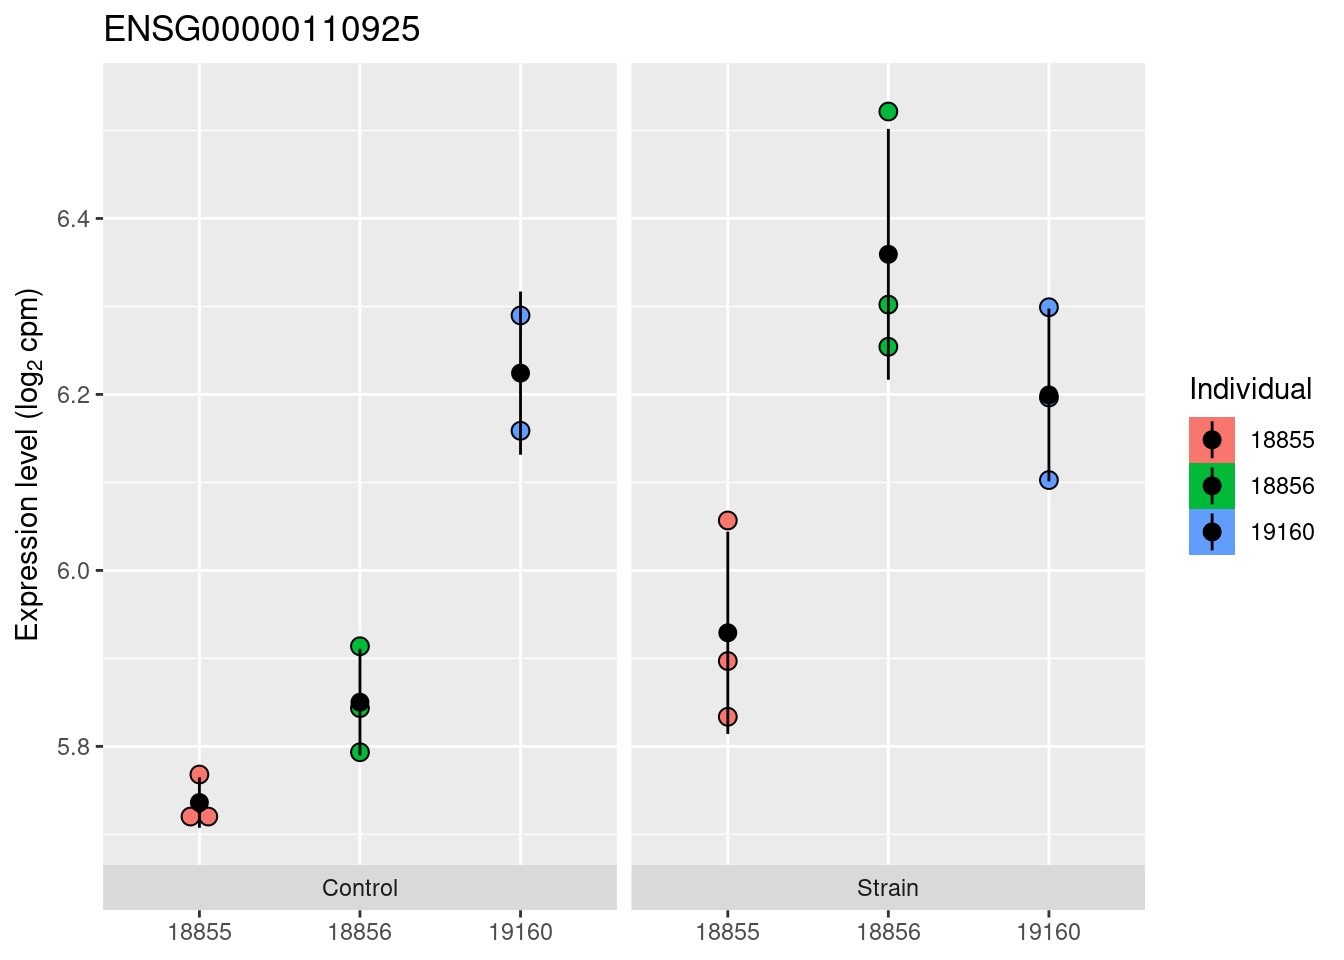 ENSG00000110925
Expression level (log₂ cpm)
6.4
6.2
6.0
5.8
Control
Strain
18855
18856
19160
18855
18856
19160
Individual
18855
18856
19160